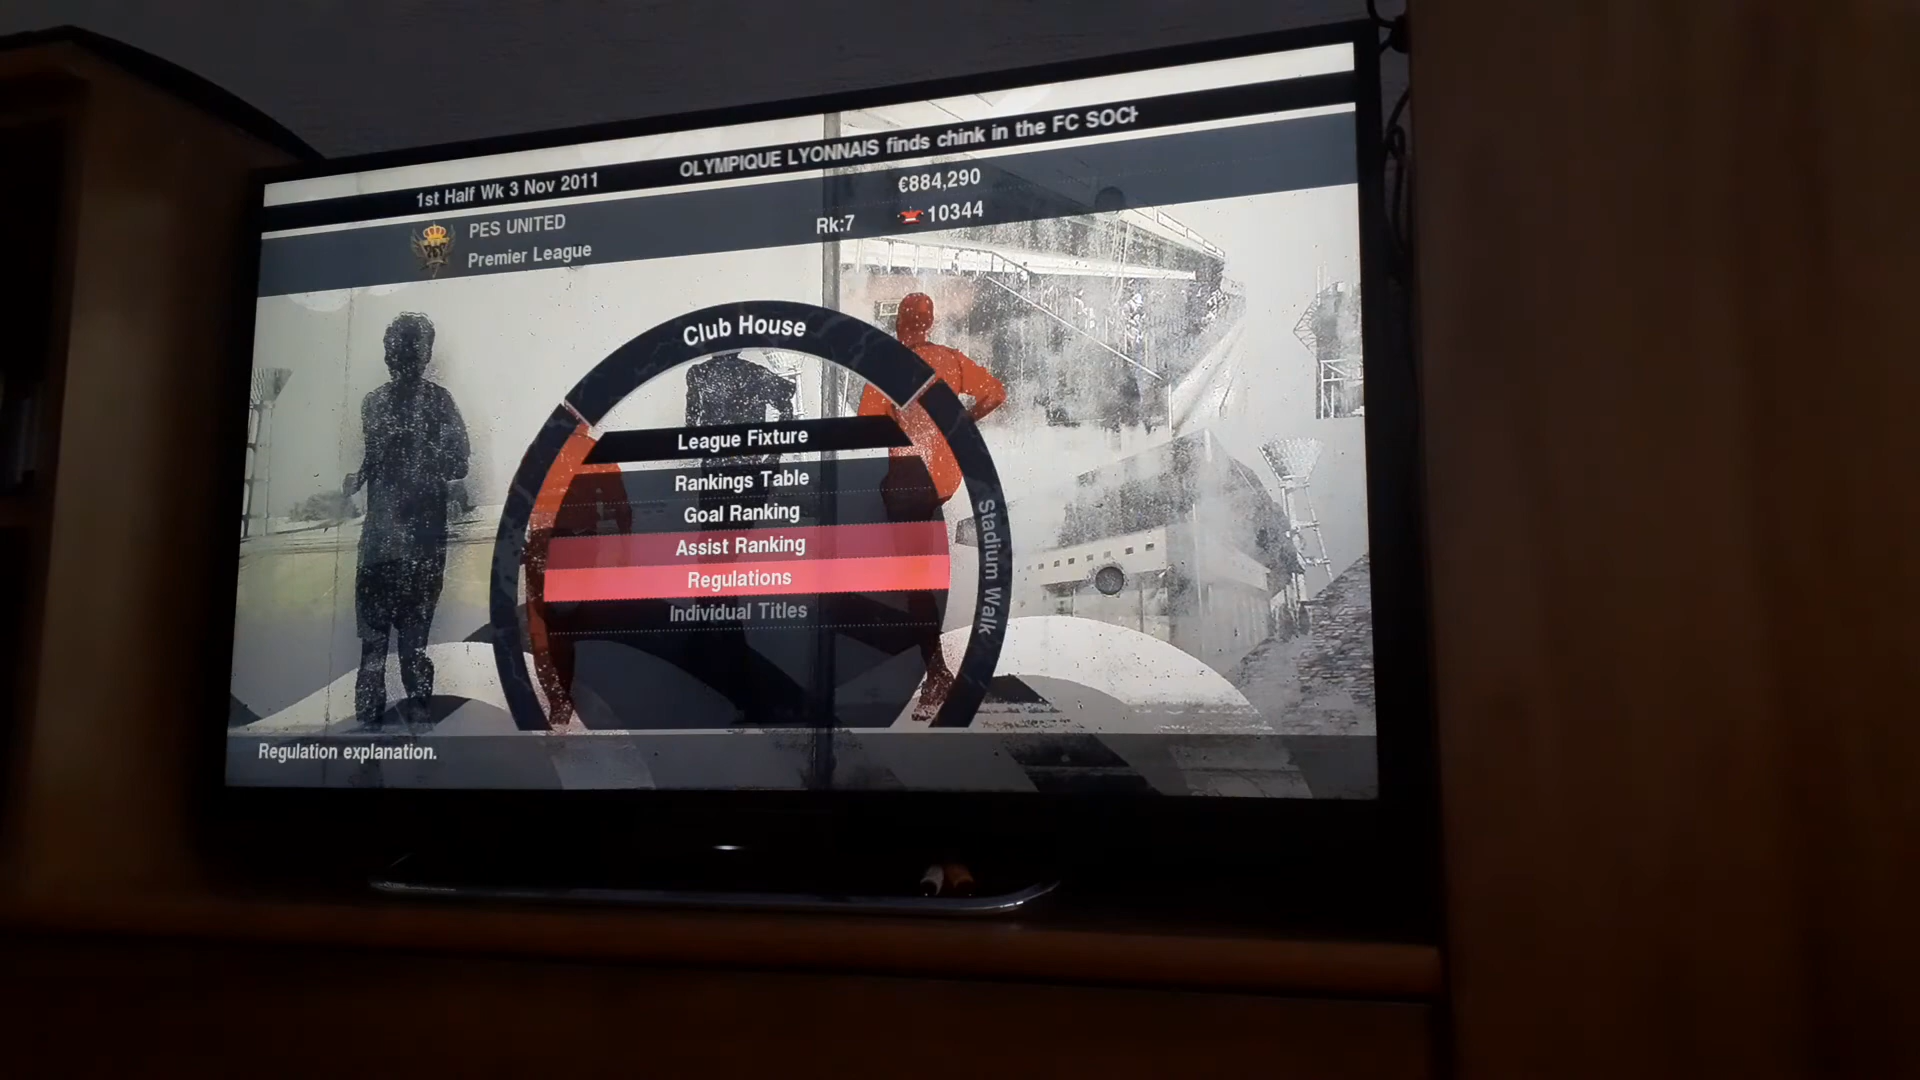 1st Half Wk 3 Nov 2011
OLYMPIQUE LYONNAIS finds chink in the FC SOCH
PES UNITED
Premier League
Rk:7
€884,290
10344
Club House
League Fixture
Rankings Table
Goal Ranking
Assist Ranking
Regulations
Individual Titles
Stadium Walk
Regulation explanation.